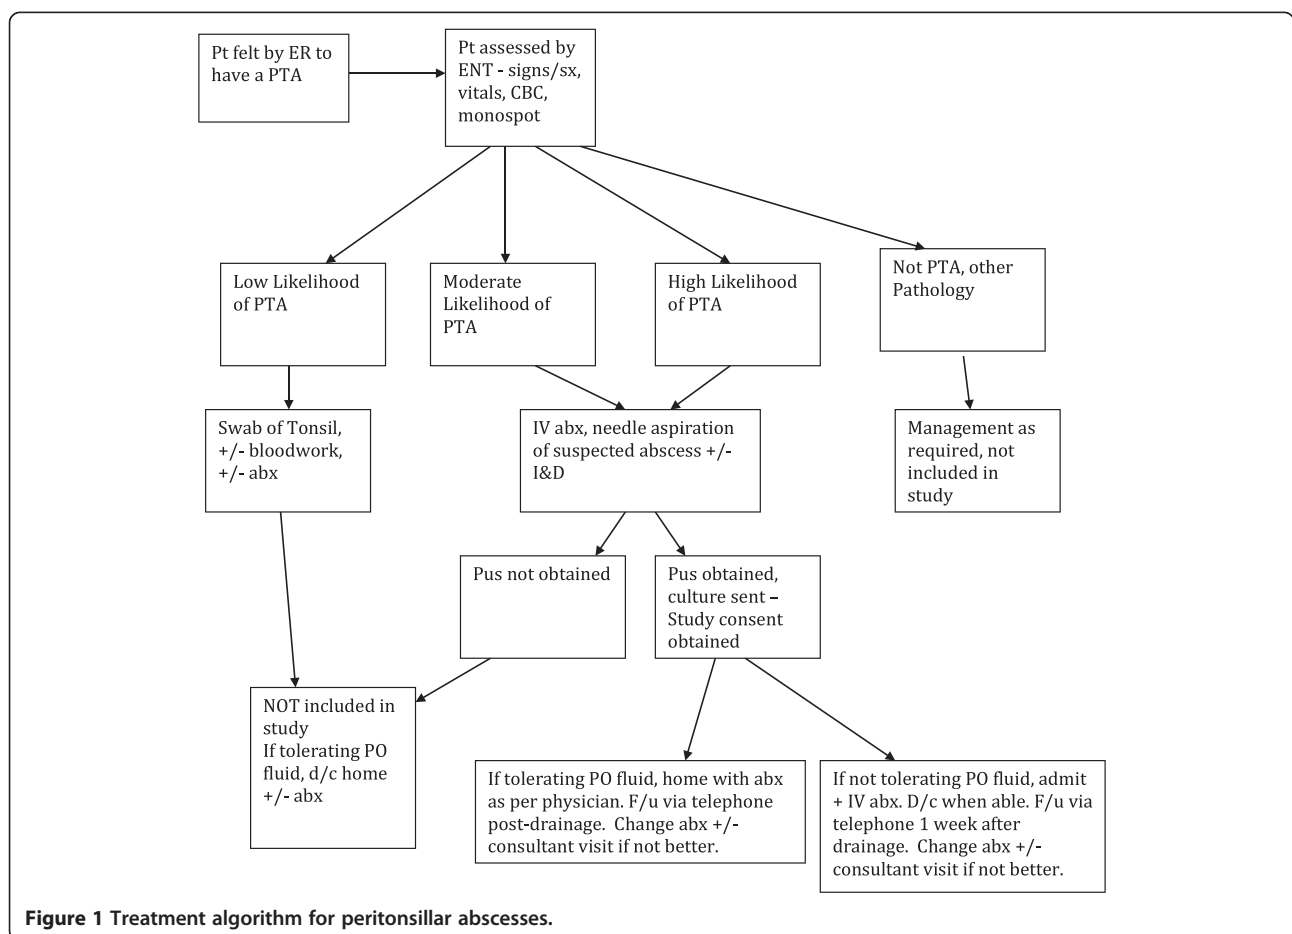 Pt felt by ER to
have a PTA
Pt assessed by
ENT - signs/sx,
vitals, CBC,
monospot
Low Likelihood
of PTA
Moderate
Likelihood of
PTA
High Likelihood
of PTA
Not PTA, other
Pathology
Swab of Tonsil,
+/- bloodwork,
+/- abx
IV abx, needle aspiration
of suspected abscess +/-
I&D
Management as
required, not
included in
study
Pus not obtained
Pus obtained,
culture sent –
Study consent
obtained
NOT included in
study
If tolerating PO
fluid, d/c home
+/- abx
If tolerating PO fluid, home with abx
as per physician. F/u via telephone
post-drainage. Change abx +/-
consultant visit if not better.
If not tolerating PO fluid, admit
+ IV abx. D/c when able. F/u via
telephone 1 week after
drainage. Change abx +/-
consultant visit if not better.
Figure 1 Treatment algorithm for peritonsillar abscesses.